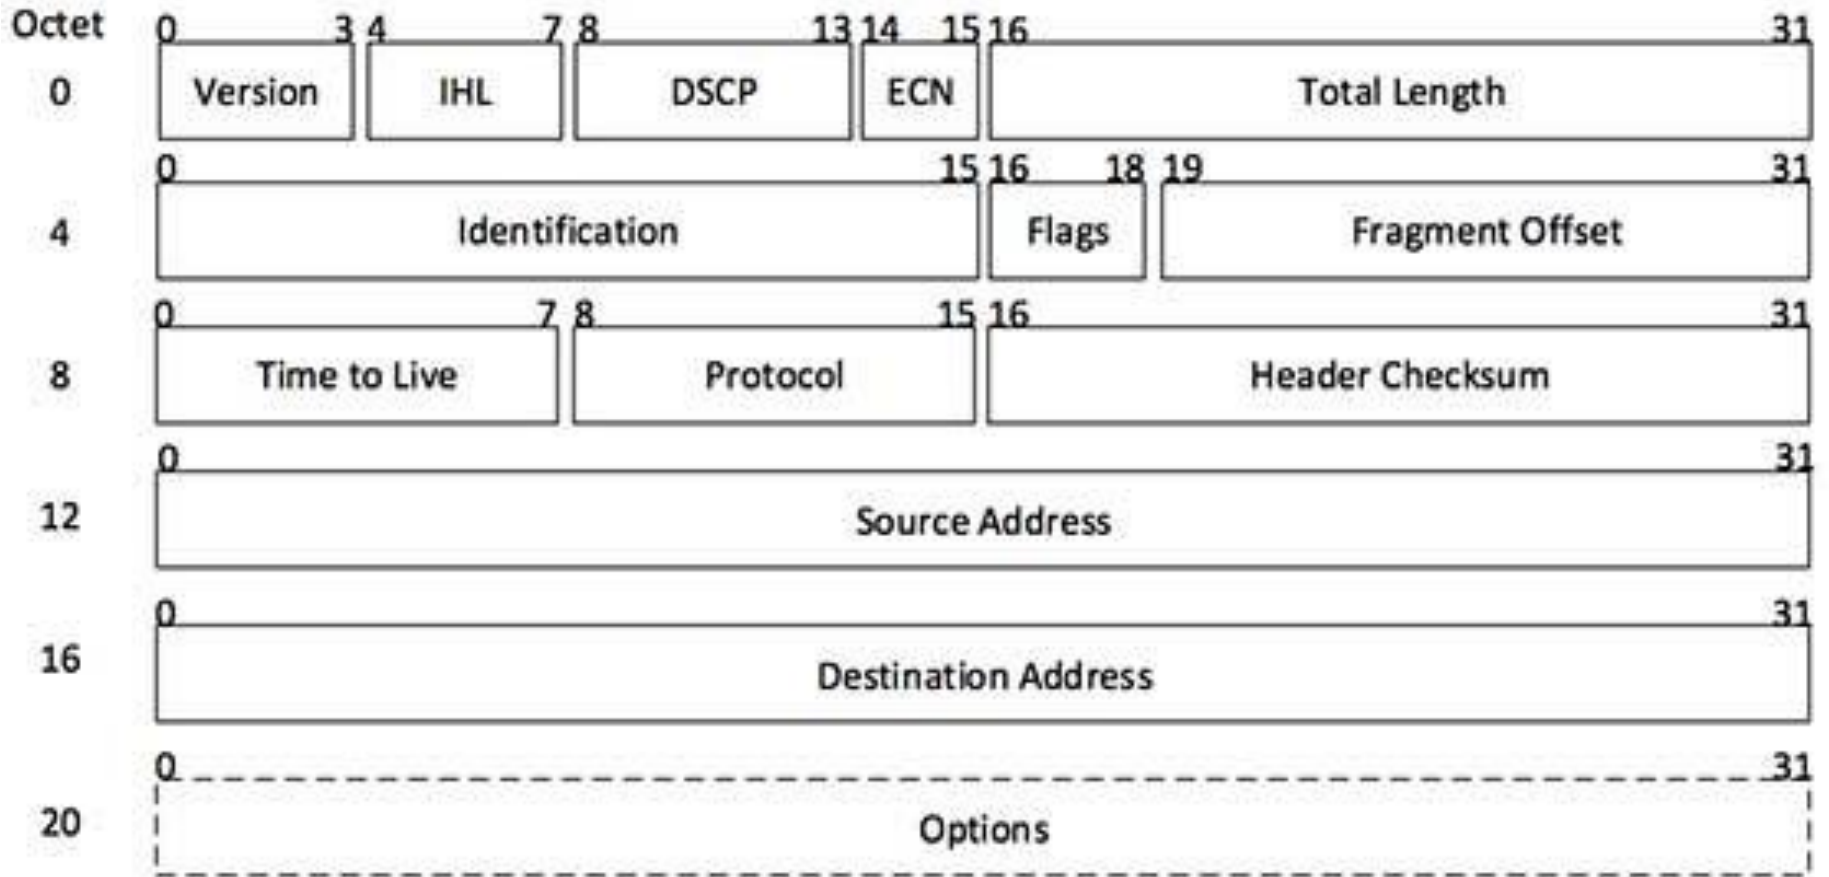 Octet 0 3 4 7 8 13 14 15 16 31
0 Version IHL DSCP ECN Total Length
0 15 16 18 19 31
4 Identification Flags Fragment Offset
0 7 8 15 16 31
8 Time to Live Protocol Header Checksum
0 31
12 Source Address
0 31
16 Destination Address
0 31
20 Options